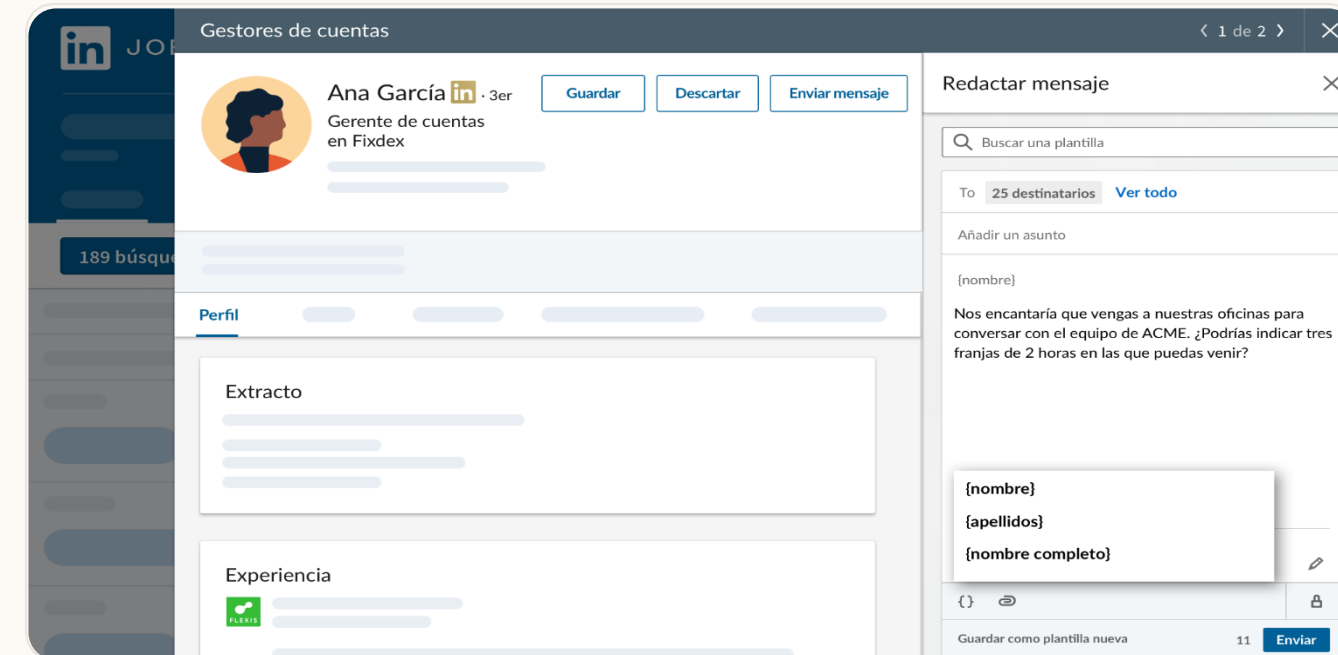 in JOB
Gestores de cuentas
1 de 2
Ana García in · 3er
Gerente de cuentas
en Fixdex
Guardar
Descartar
Enviar mensaje
189 búsque
Perfil
Extracto
Experiencia
FLEXIS
Redactar mensaje
Buscar una plantilla
To 25 destinatarios Ver todo
Añadir un asunto
{nombre}
Nos encantaría que vengas a nuestras oficinas para
conversar con el equipo de ACME. ¿Podrías indicar tres
franjas de 2 horas en las que puedas venir?
{nombre}
{apellidos}
{nombre completo}
{}
Guardar como plantilla nueva
11 Enviar